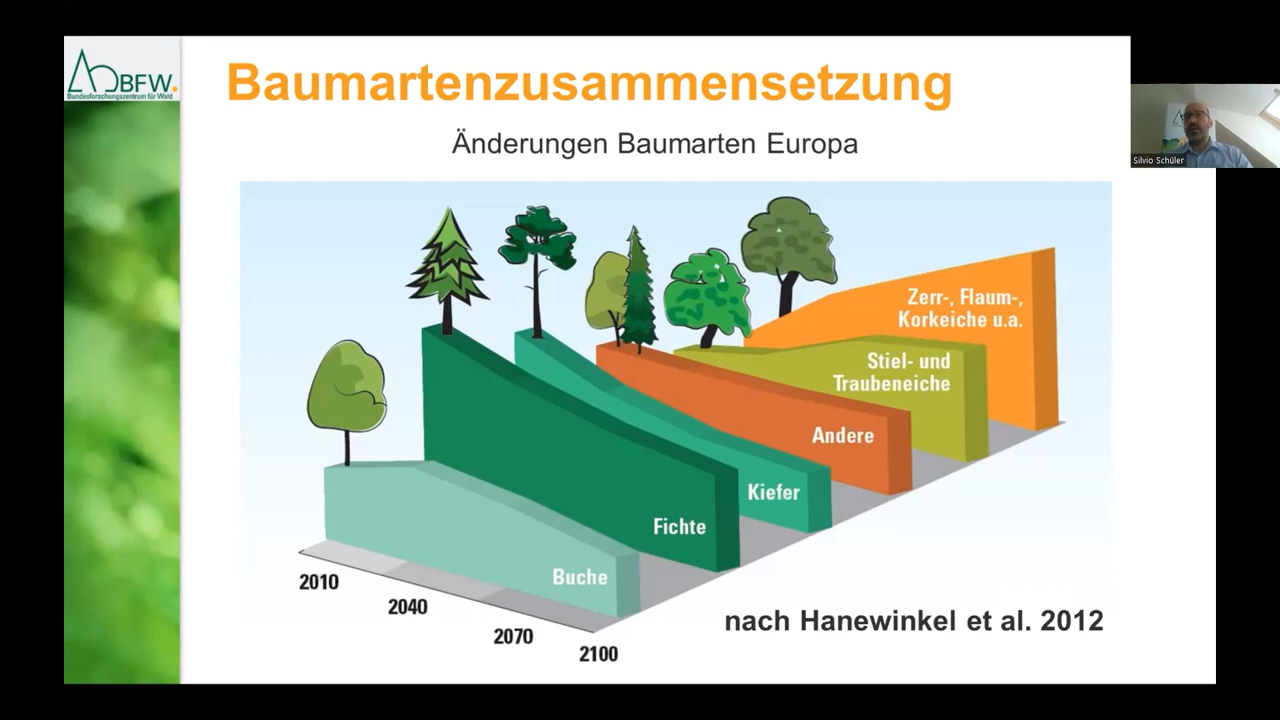 BFW.
Bundesforschungszentrum für Wald
Baumartenzusammensetzung
Änderungen Baumarten Europa
Silvio Schüler
Zerr-, Flaum-,
Korkeiche u.a.
Stiel- und
Traubeneiche
Andere
Kiefer
Fichte
Buche
2010
2040
2070
2100
nach Hanewinkel et al. 2012